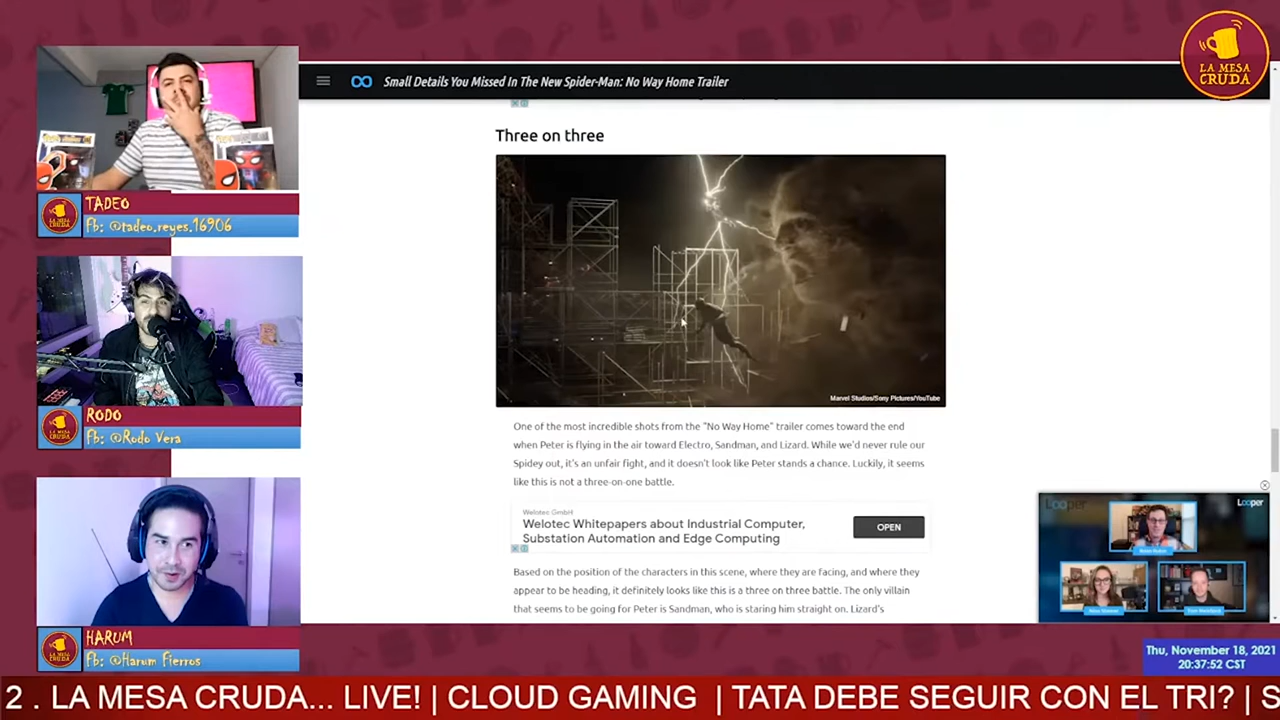 LA MESA
CRUDA
Small Details You Missed In The New Spider-Man: No Way Home Trailer
Three on three
Marvel Studios/Sony Pictures/YouTube
One of the most incredible shots from the "No Way Home" trailer comes toward the end
when Peter is flying in the air toward Electro, Sandman, and Lizard. While we'd never rule our
Spidey out, it's an unfair fight, and it doesn't look like Peter stands a chance. Luckily, it seems
like this is not a three-on-one battle.
Welotec GmbH
Welotec Whitepapers about Industrial Computer,
Substation Automation and Edge Computing
OPEN
Based on the position of the characters in this scene, where they are facing, and where they
appear to be heading, it definitely looks like this is a three on three battle. The only villain
that seems to be going for Peter is Sandman, who is staring him straight on. Lizard's
TADEO
Fb: @tadeo.reyes.16906
RODO
Fb: @Rodo Vera
HARUM
Fb: @Harum Fierros
Looper
Looper
Thu, November 18, 2021
20:37:52 CST
2 . LA MESA CRUDA... LIVE! | CLOUD GAMING | TATA DEBE SEGUIR CON EL TRI? | S